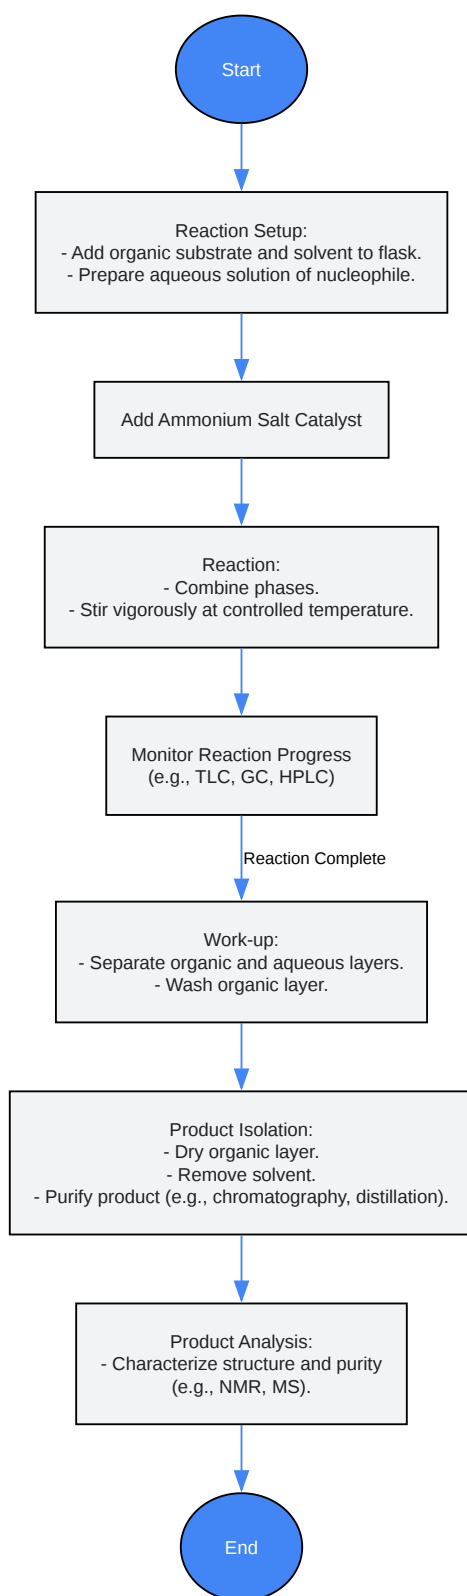 Start
Reaction Setup:
- Add organic substrate and solvent to flask.
- Prepare aqueous solution of nucleophile.
Add Ammonium Salt Catalyst
Reaction:
- Combine phases.
- Stir vigorously at controlled temperature.
Monitor Reaction Progress
(e.g., TLC, GC, HPLC)
Reaction Complete
Work-up:
- Separate organic and aqueous layers.
- Wash organic layer.
Product Isolation:
- Dry organic layer.
- Remove solvent.
- Purify product (e.g., chromatography, distillation).
Product Analysis:
- Characterize structure and purity
(e.g., NMR, MS).
End